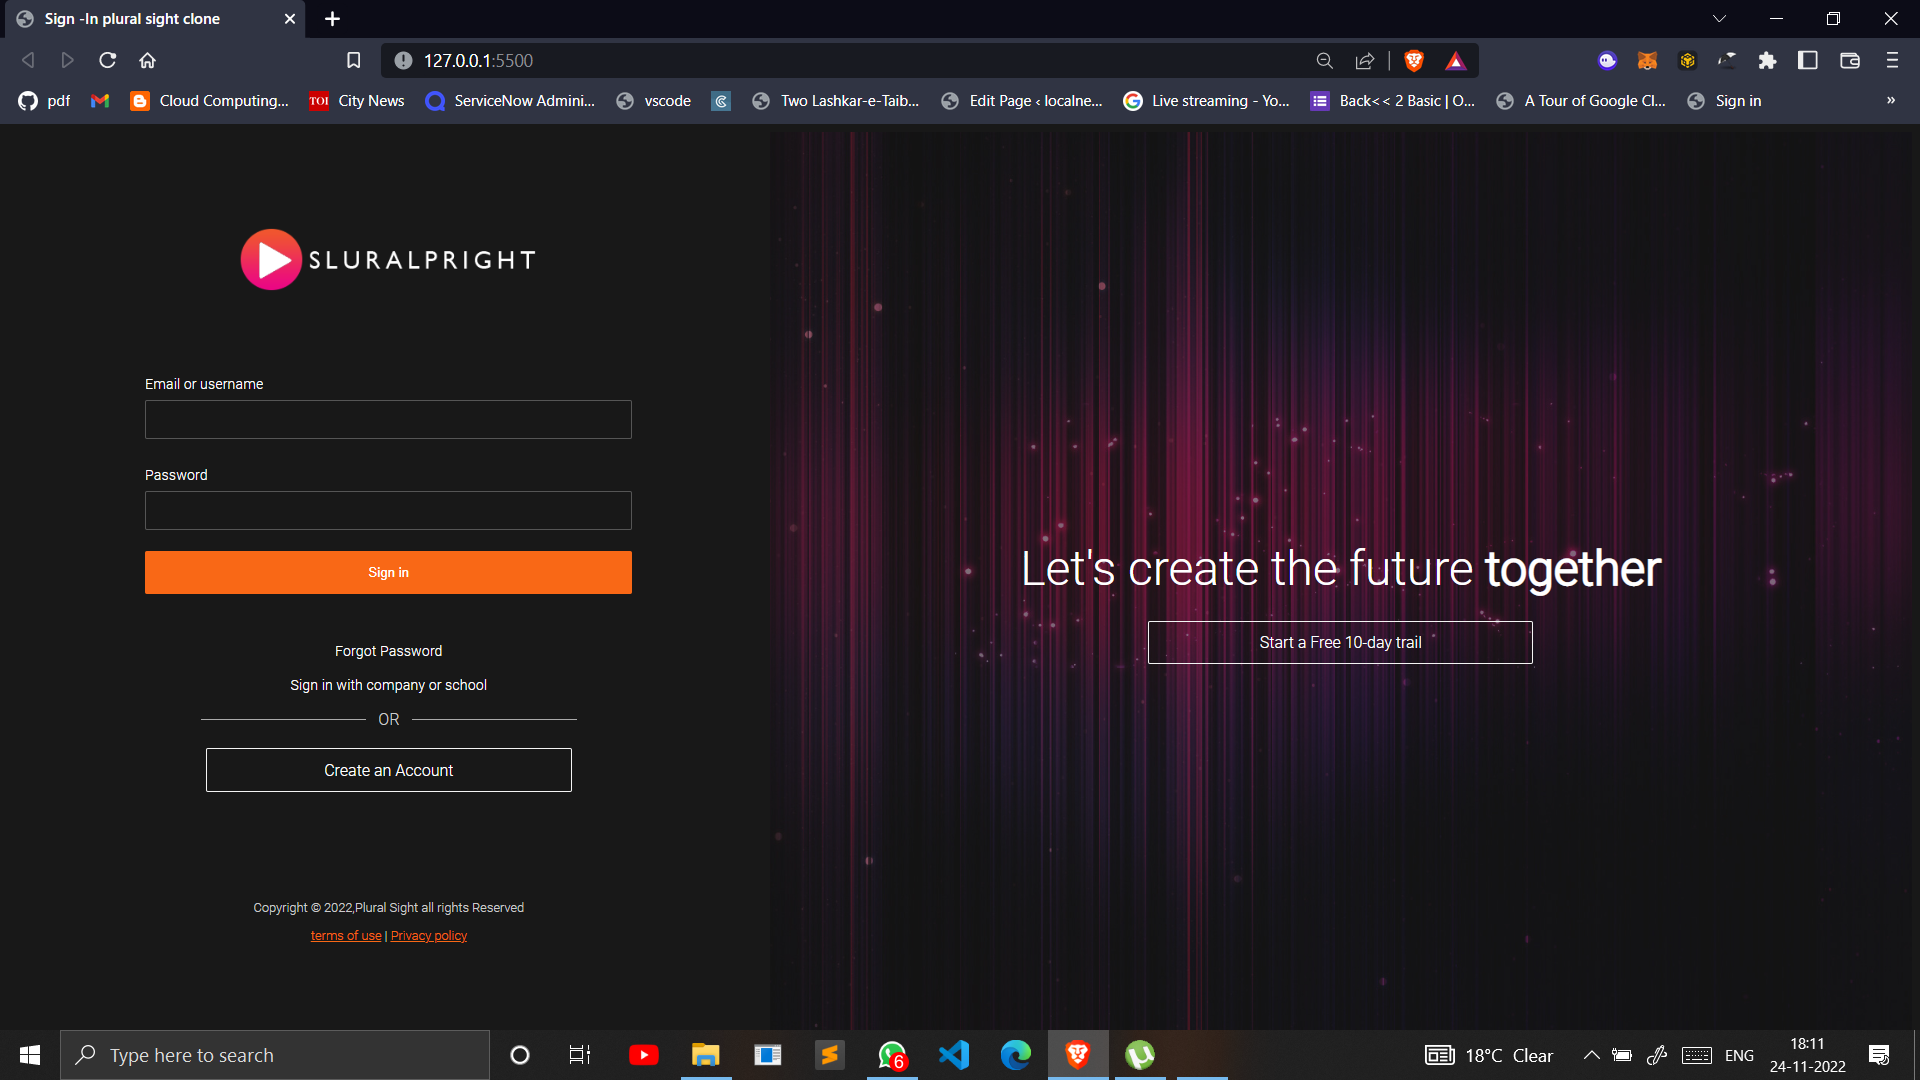 Sign -In plural sight clone
127.0.0.1:5500
pdf
Cloud Computing...
TOI City News
ServiceNow Admini...
vscode
Two Lashkar-e-Taib...
Edit Page ‹ localne...
Live streaming - Yo...
Back<< 2 Basic | O...
A Tour of Google Cl...
Sign in
»
SLURALPRIGHT
Email or username
Password
Sign in
Forgot Password
Sign in with company or school
OR
Create an Account
Copyright © 2022,Plural Sight all rights Reserved
terms of use | Privacy policy
Let's create the future together
Start a Free 10-day trail
Type here to search
6
18°C Clear
ENG
18:11
24-11-2022